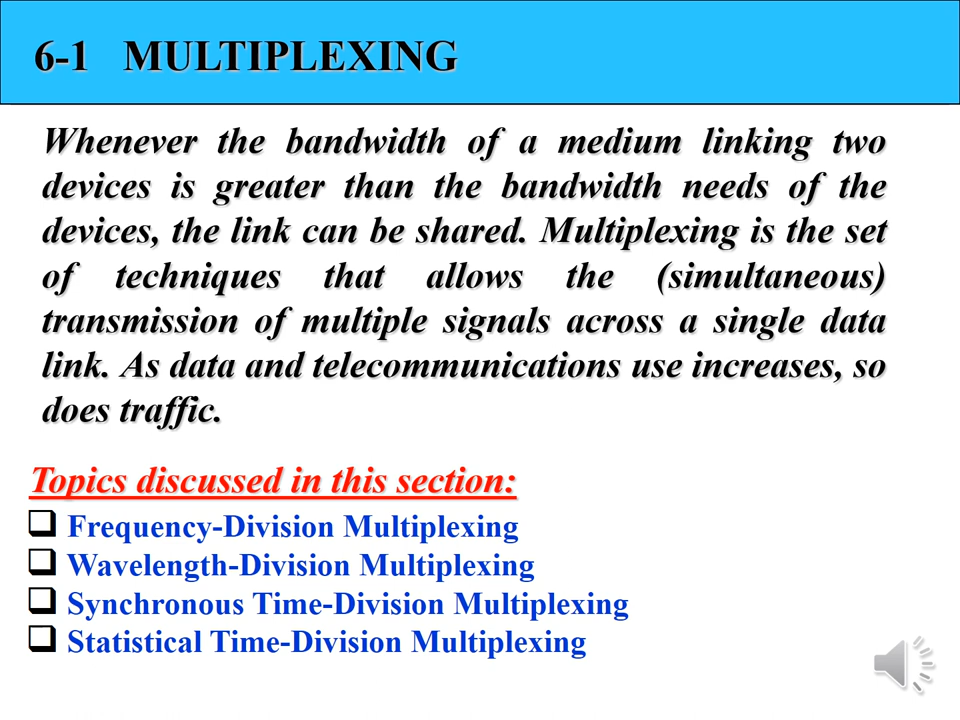 6-1 MULTIPLEXING
Whenever the bandwidth of a medium linking two
devices is greater than the bandwidth needs of the
devices, the link can be shared. Multiplexing is the set
of techniques that allows the (simultaneous)
transmission of multiple signals across a single data
link. As data and telecommunications use increases, so
does traffic.
Topics discussed in this section:
Frequency-Division Multiplexing
Wavelength-Division Multiplexing
Synchronous Time-Division Multiplexing
Statistical Time-Division Multiplexing